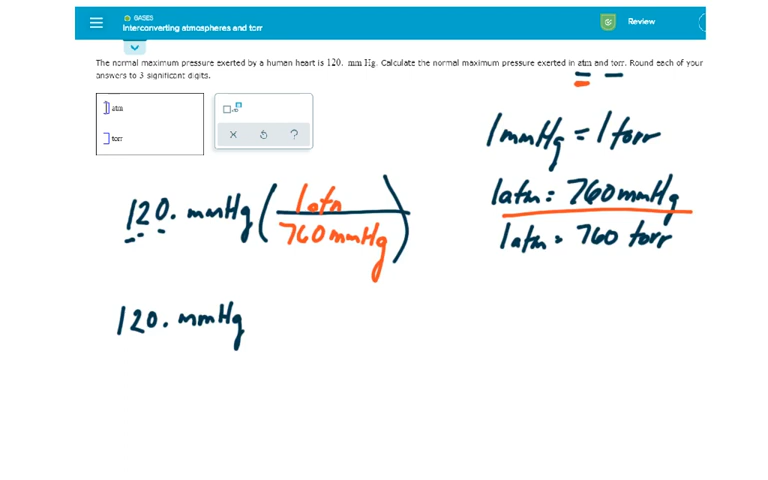 GASES
Interconverting atmospheres and torr
Review
The normal maximum pressure exerted by a human heart is 120. mm Hg. Calculate the normal maximum pressure exerted in atm and torr. Round each of your
answers to 3 significant digits.
atm
torr
x10
1 mmHg = 1 torr
1 atm = 760 mmHg
1 atm = 760 torr
120. mmHg ( 1 atm
760 mmHg )
120. mmHg